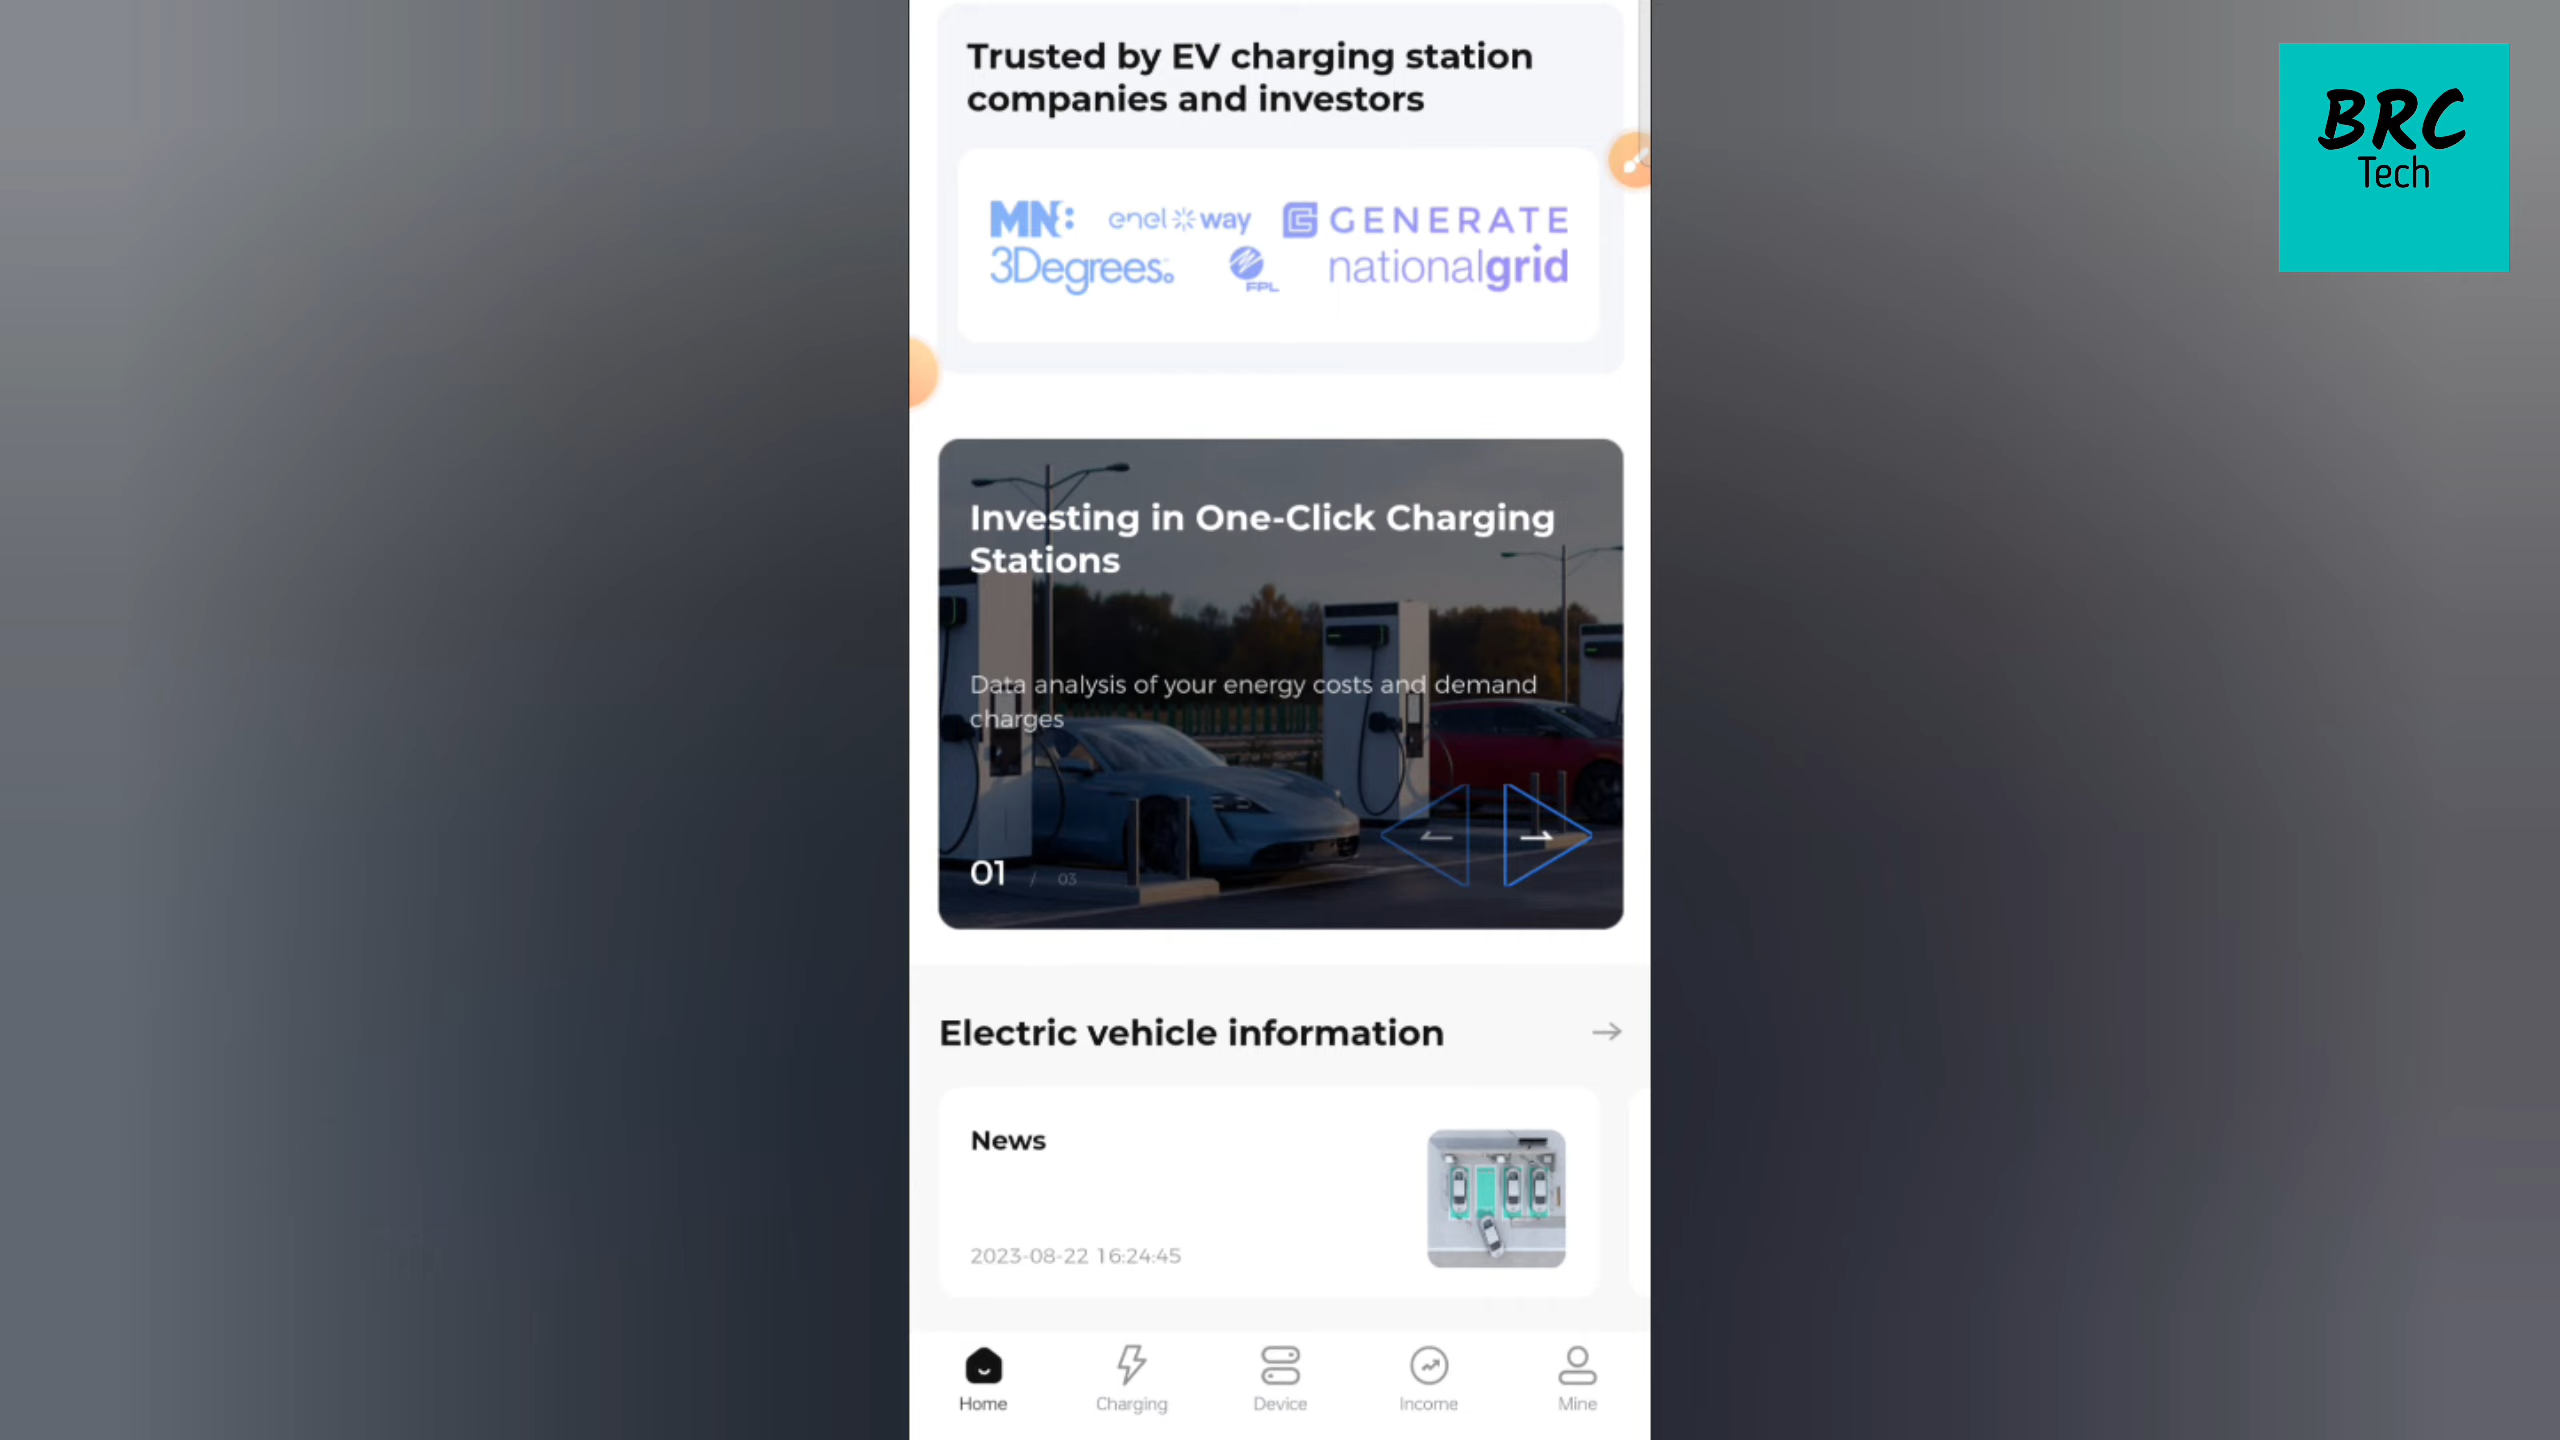 Trusted by EV charging station
companies and investors
MN8
enel way
GENERATE
3Degrees
FPL
nationalgrid
BRC
Tech
Investing in One-Click Charging
Stations
Data analysis of your energy costs and demand
charges
01 / 03
Electric vehicle information
News
2023-08-22 16:24:45
Home
Charging
Device
Income
Mine